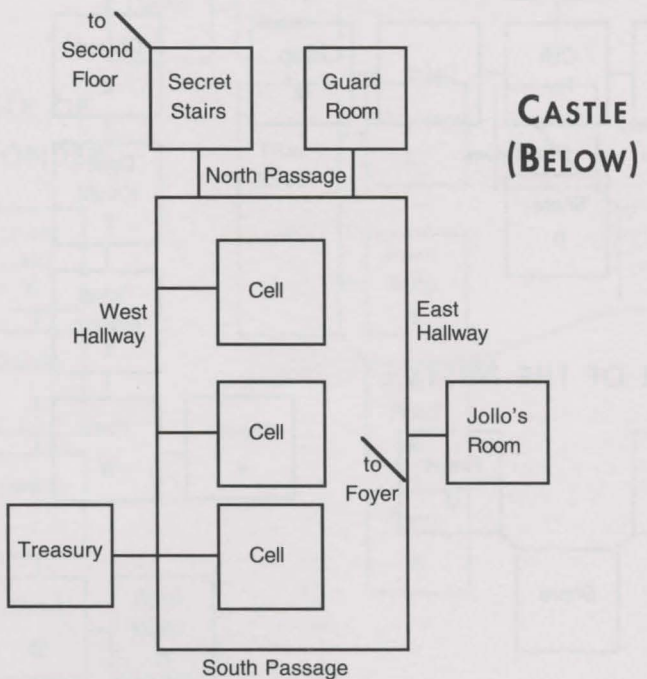 to
Second
Floor
Secret
Stairs
Guard
Room
CASTLE
(BELOW)
North Passage
Cell
West
Hallway
East
Hallway
Cell
Jollo's
Room
to
Foyer
Treasury
Cell
South Passage